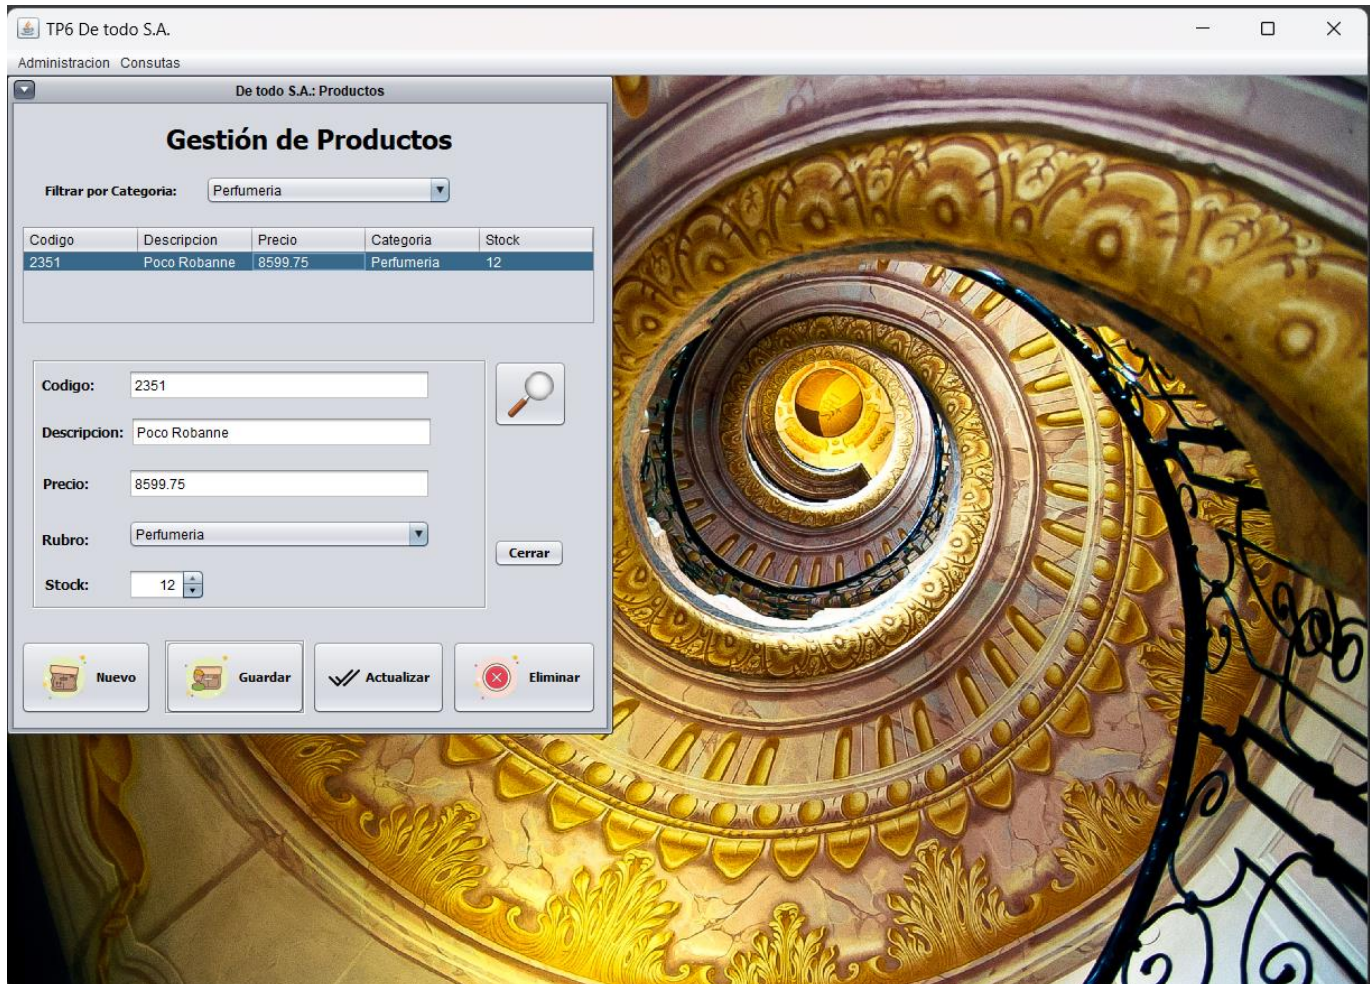 TP6 De todo S.A.
Administracion Consutas
De todo S.A.: Productos
Gestión de Productos
Filtrar por Categoria: Perfumeria
Codigo Descripcion Precio Categoria Stock
2351 Poco Robanne 8599.75 Perfumeria 12
Codigo: 2351
Descripcion: Poco Robanne
Precio: 8599.75
Rubro: Perfumeria
Cerrar
Stock: 12
Nuevo Guardar Actualizar Eliminar